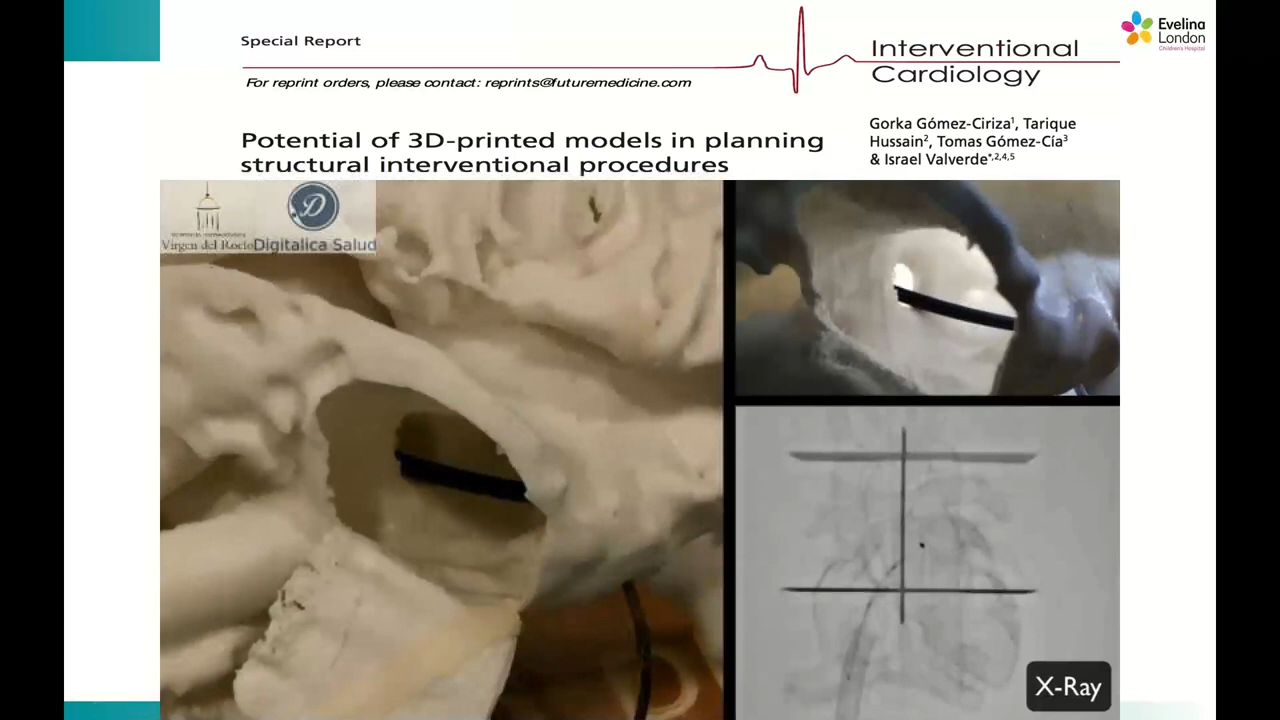 Special Report
Interventional
Cardiology
Evelina
London
Children's Hospital
For reprint orders, please contact: reprints@futuremedicine.com
Potential of 3D-printed models in planning
structural interventional procedures
Gorka Gómez-Ciriza¹, Tarique
Hussain², Tomas Gómez-Cía³
& Israel Valverde*,2,4,5
Virgen del Rocío
Digitalica Salud
X-Ray